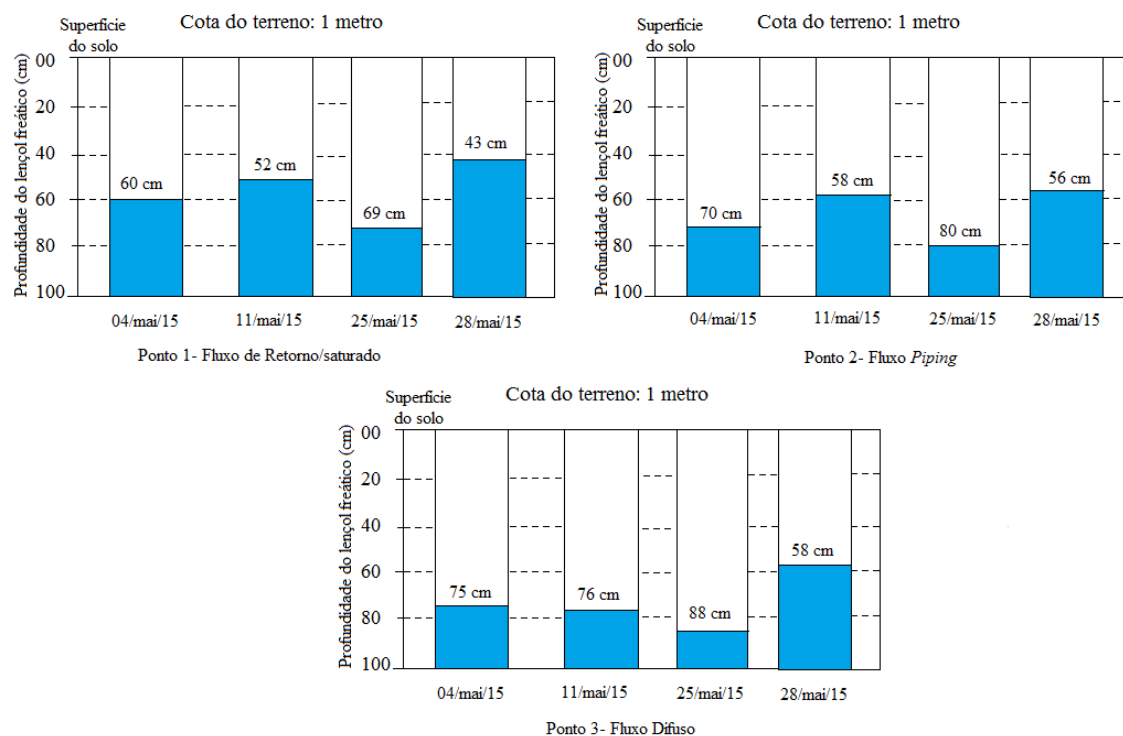 Cota do terreno: 1 metro
Superfície
do solo
Profundidade do lençol freático (cm)
00
20
40
60
80
100
60 cm
52 cm
69 cm
43 cm
04/mai/15
11/mai/15
25/mai/15
28/mai/15
Ponto 1- Fluxo de Retorno/saturado
Cota do terreno: 1 metro
Superfície
do solo
Profundidade do lençol freático (cm)
00
20
40
60
80
100
70 cm
58 cm
80 cm
56 cm
04/mai/15
11/mai/15
25/mai/15
28/mai/15
Ponto 2- Fluxo Piping
Cota do terreno: 1 metro
Superfície
do solo
Profundidade do lençol freático (cm)
00
20
40
60
80
100
75 cm
76 cm
88 cm
58 cm
04/mai/15
11/mai/15
25/mai/15
28/mai/15
Ponto 3- Fluxo Difuso